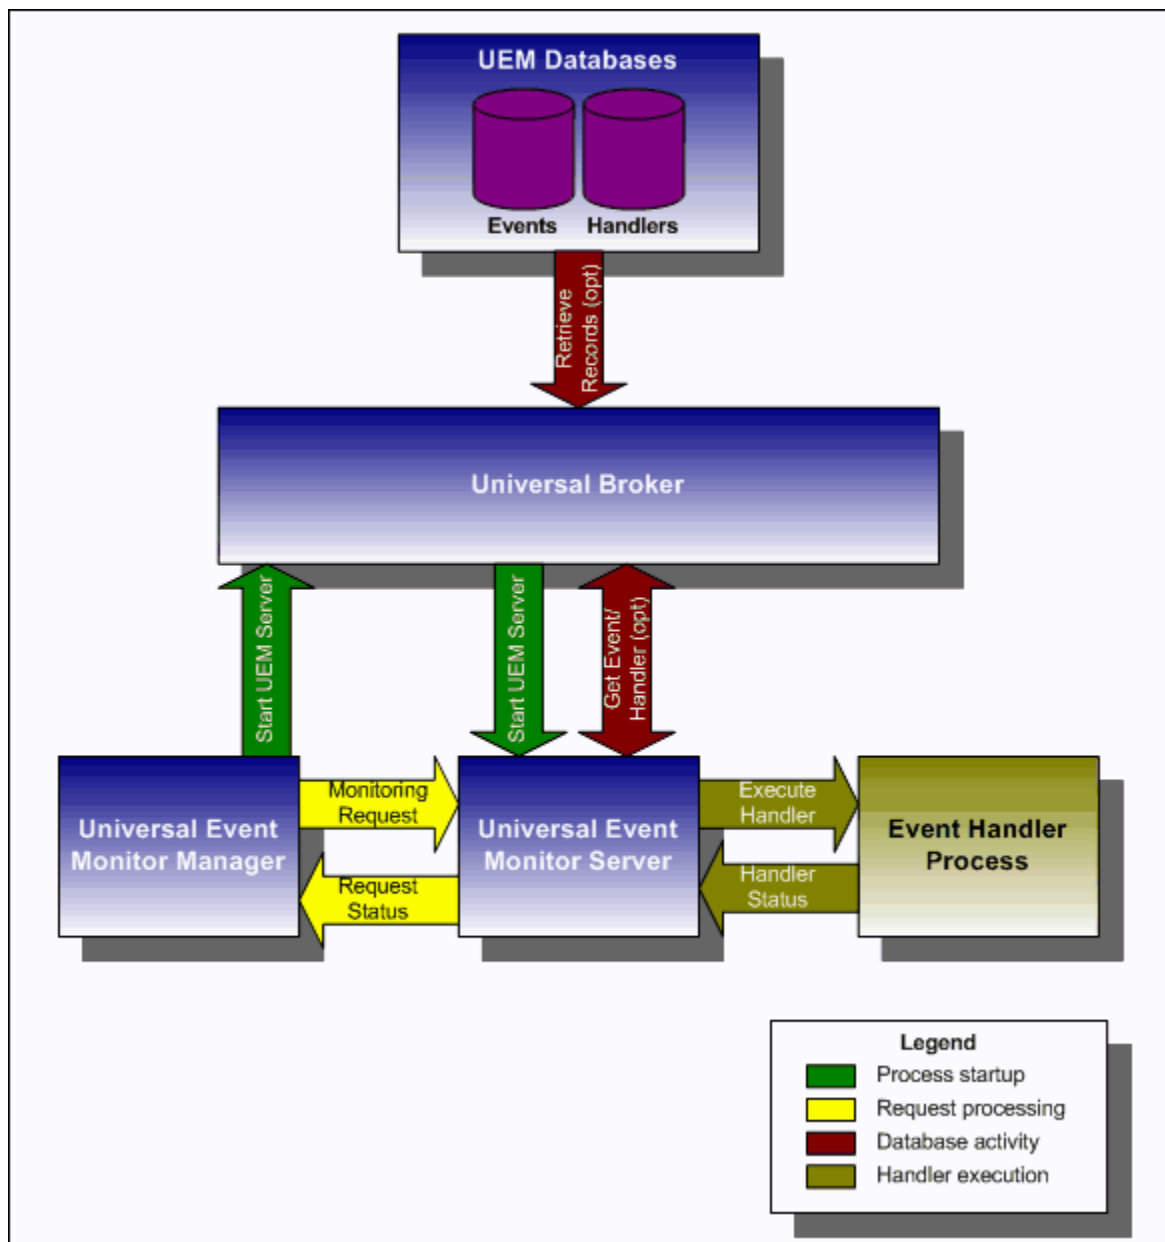 UEM Databases
Events
Handlers
Retrieve
Records (opt)
Universal Broker
Start UEM Server
Start UEM Server
Get Event/
Handler (opt)
Universal Event
Monitor Manager
Monitoring
Request
Request
Status
Universal Event
Monitor Server
Execute
Handler
Handler
Status
Event Handler
Process
Legend
Process startup
Request processing
Database activity
Handler execution